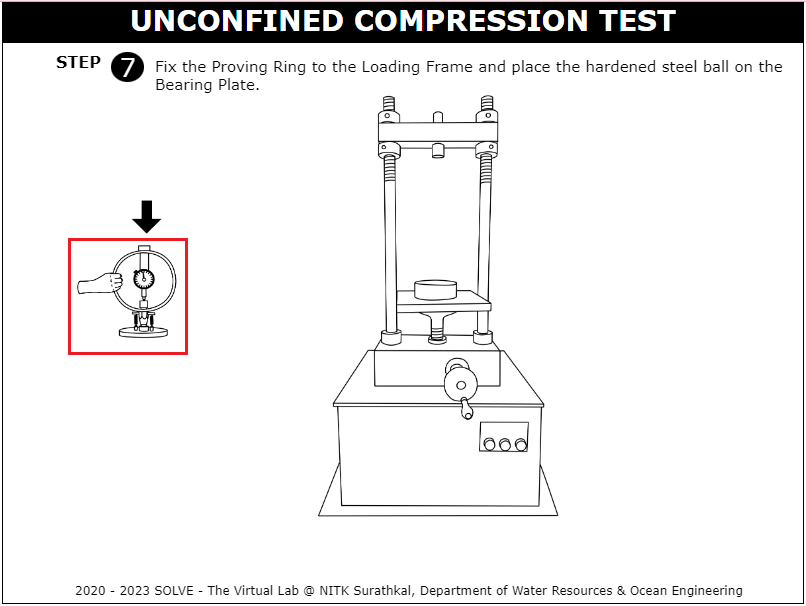 UNCONFINED COMPRESSION TEST
STEP 7 Fix the Proving Ring to the Loading Frame and place the hardened steel ball on the
Bearing Plate.
2020 - 2023 SOLVE - The Virtual Lab @ NITK Surathkal, Department of Water Resources & Ocean Engineering